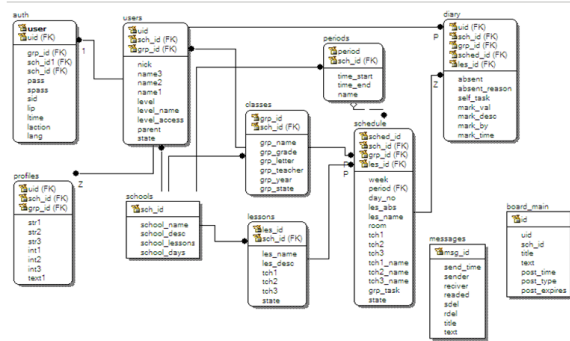 auth
user
uid (FK)
grp_id (FK)
sch_id1 (FK)
sch_id (FK)
pass
spass
sid
lip
ltime
laction
lang
1
users
uid
sch_id (FK)
grp_id (FK)
nick
name3
name2
name1
level
level_name
level_access
parent
state
periods
period
sch_id (FK)
time_start
time_end
name
diary
uid (FK)
sch_id (FK)
grp_id (FK)
sched_id (FK)
les_id (FK)
absent
absent_reason
self_task
mark_val
mark_desc
mark_by
mark_time
P
Z
classes
grp_id
sch_id (FK)
grp_name
grp_grade
grp_letter
grp_teacher
grp_year
grp_state
schedule
sched_id
sch_id (FK)
grp_id (FK)
les_id (FK)
week
period (FK)
day_no
les_abs
les_name
room
tch1
tch2
tch3
tch1_name
tch2_name
tch3_name
grp_task
state
P
P
profiles
uid (FK)
sch_id (FK)
grp_id (FK)
str1
str2
str3
int1
int2
int3
text1
Z
schools
sch_id
school_name
school_desc
school_lessons
school_days
lessons
les_id
sch_id (FK)
les_name
les_desc
tch1
tch2
tch3
state
messages
msg_id
send_time
sender
reciver
readed
sdel
rdel
title
text
board_main
id
uid
sch_id
title
text
post_time
post_type
post_expires